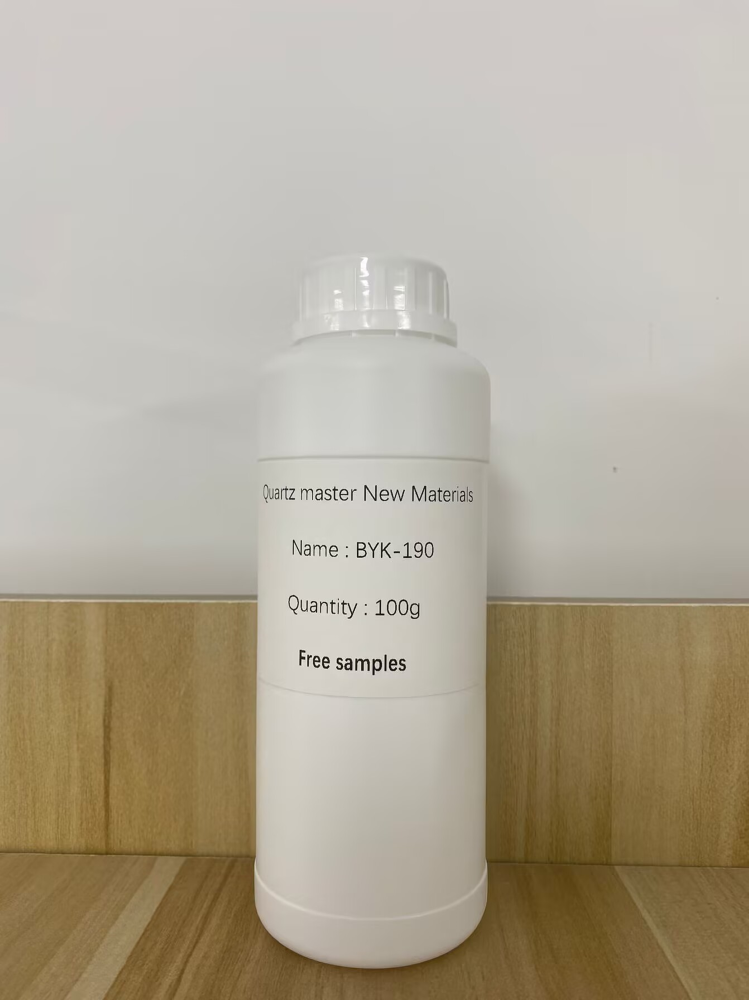 Quartz master New Materials
Name : BYK-190
Quantity : 100g
Free samples